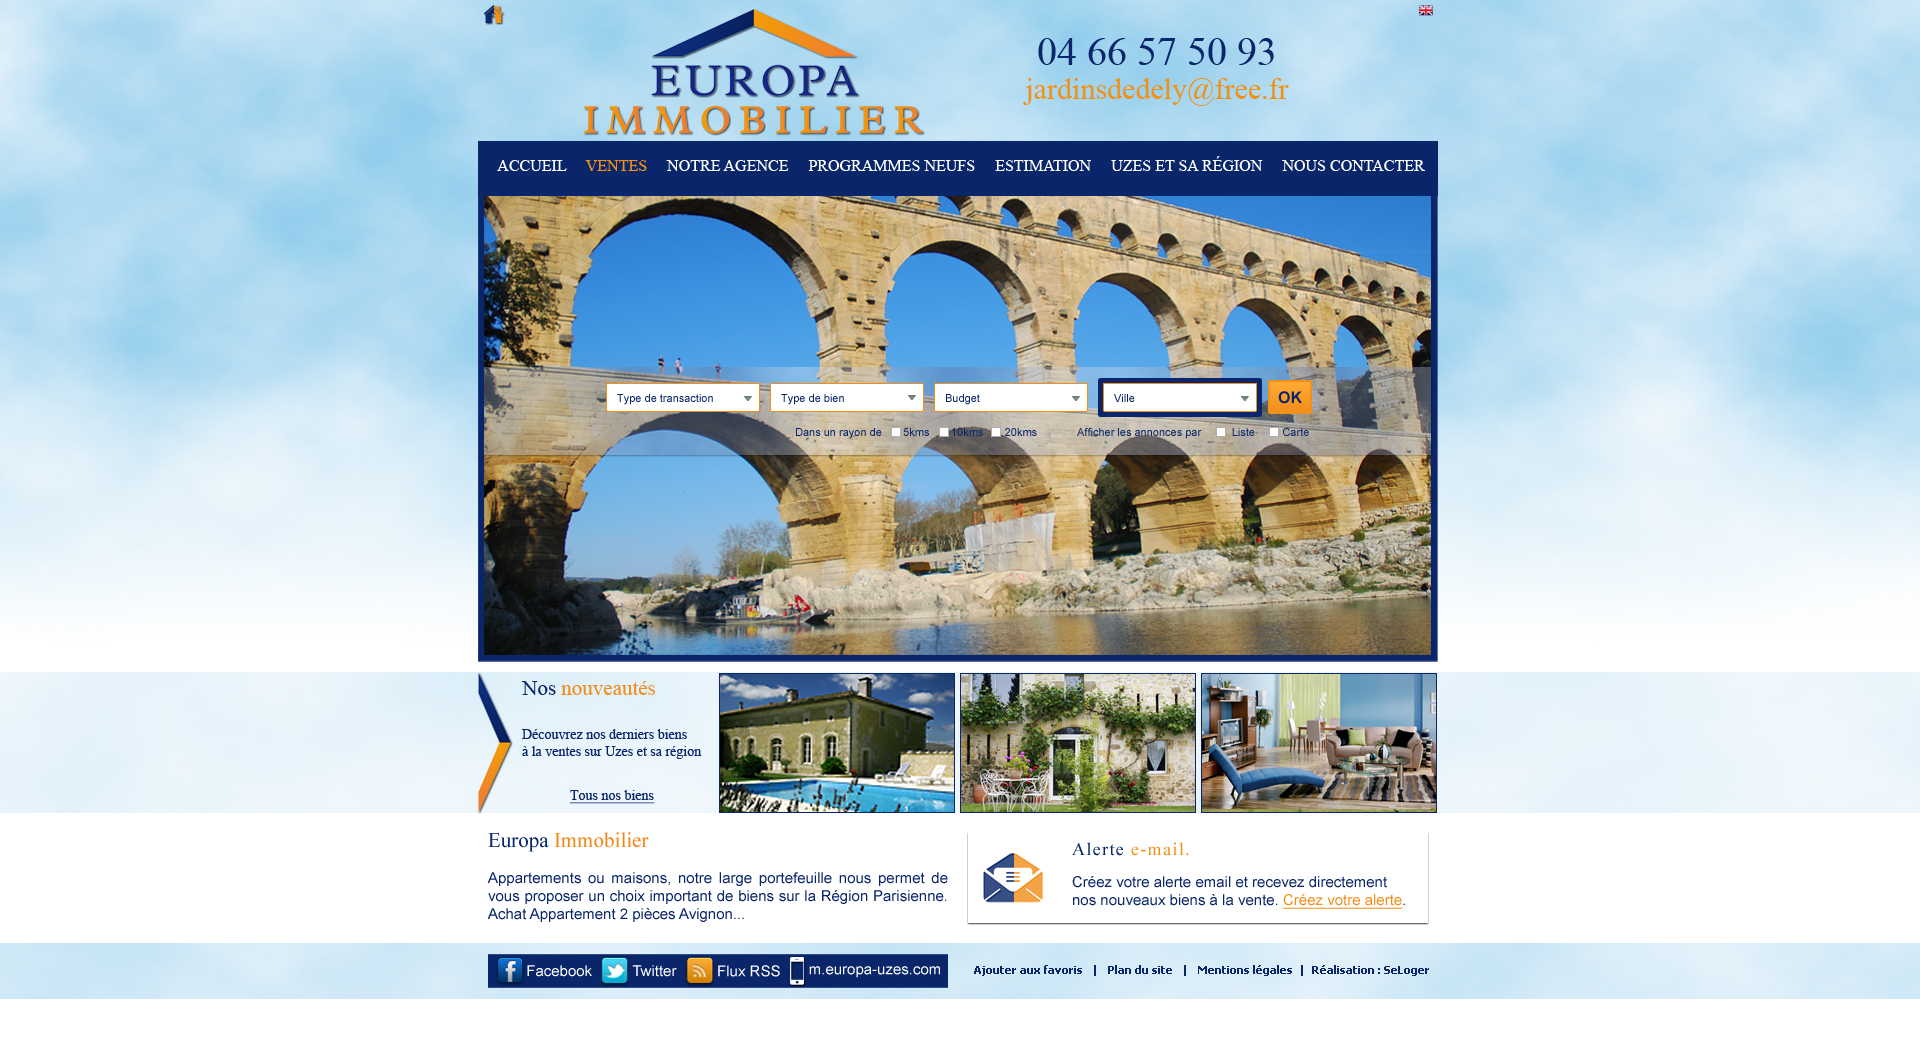 EUROPA
IMMOBILIER
04 66 57 50 93
jardinsdedely@free.fr
ACCUEIL VENTES NOTRE AGENCE PROGRAMMES NEUFS ESTIMATION UZES ET SA RÉGION NOUS CONTACTER
Type de transaction Type de bien Budget Ville OK
Dans un rayon de 5kms 10kms 20kms Afficher les annonces par Liste Carte
Nos nouveautés
Découvrez nos derniers biens
à la ventes sur Uzes et sa région
Tous nos biens
Europa Immobilier
Appartements ou maisons, notre large portefeuille nous permet de
vous proposer un choix important de biens sur la Région Parisienne.
Achat Appartement 2 pièces Avignon...
Alerte e-mail.
Créez votre alerte email et recevez directement
nos nouveaux biens à la vente. Créez votre alerte.
Facebook Twitter Flux RSS m.europa-uzes.com
Ajouter aux favoris | Plan du site | Mentions légales | Réalisation : SeLoger